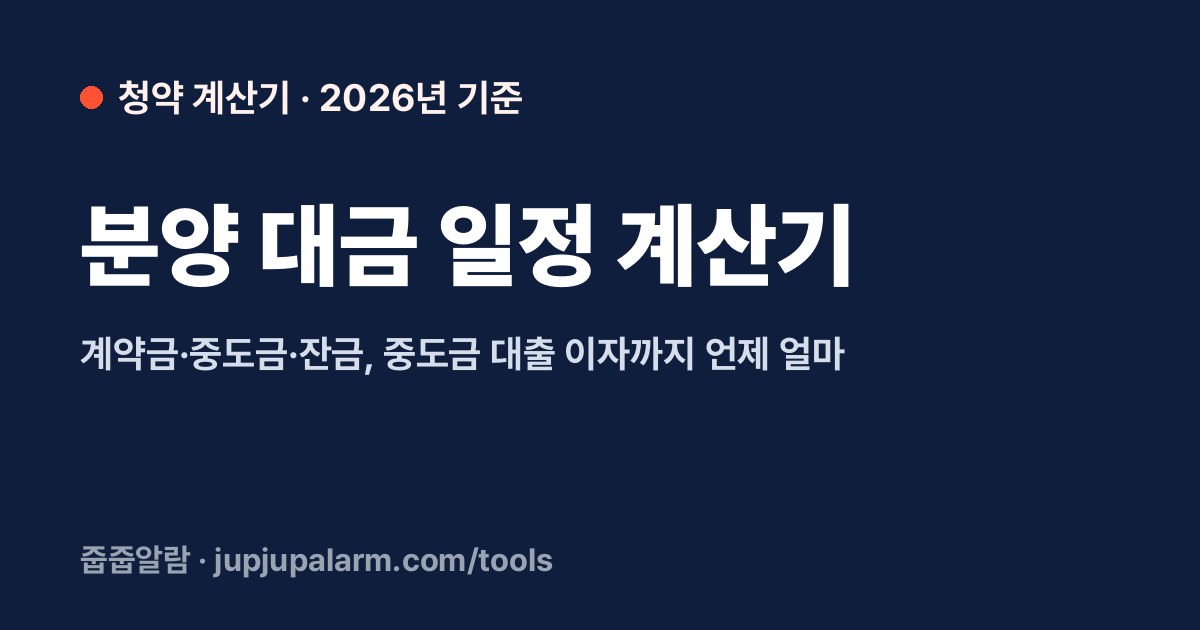 청약 계산기 · 2026년 기준
분양 대금 일정 계산기
계약금·중도금·잔금, 중도금 대출 이자까지 언제 얼마
줍줍알람 · jupjupalarm.com/tools